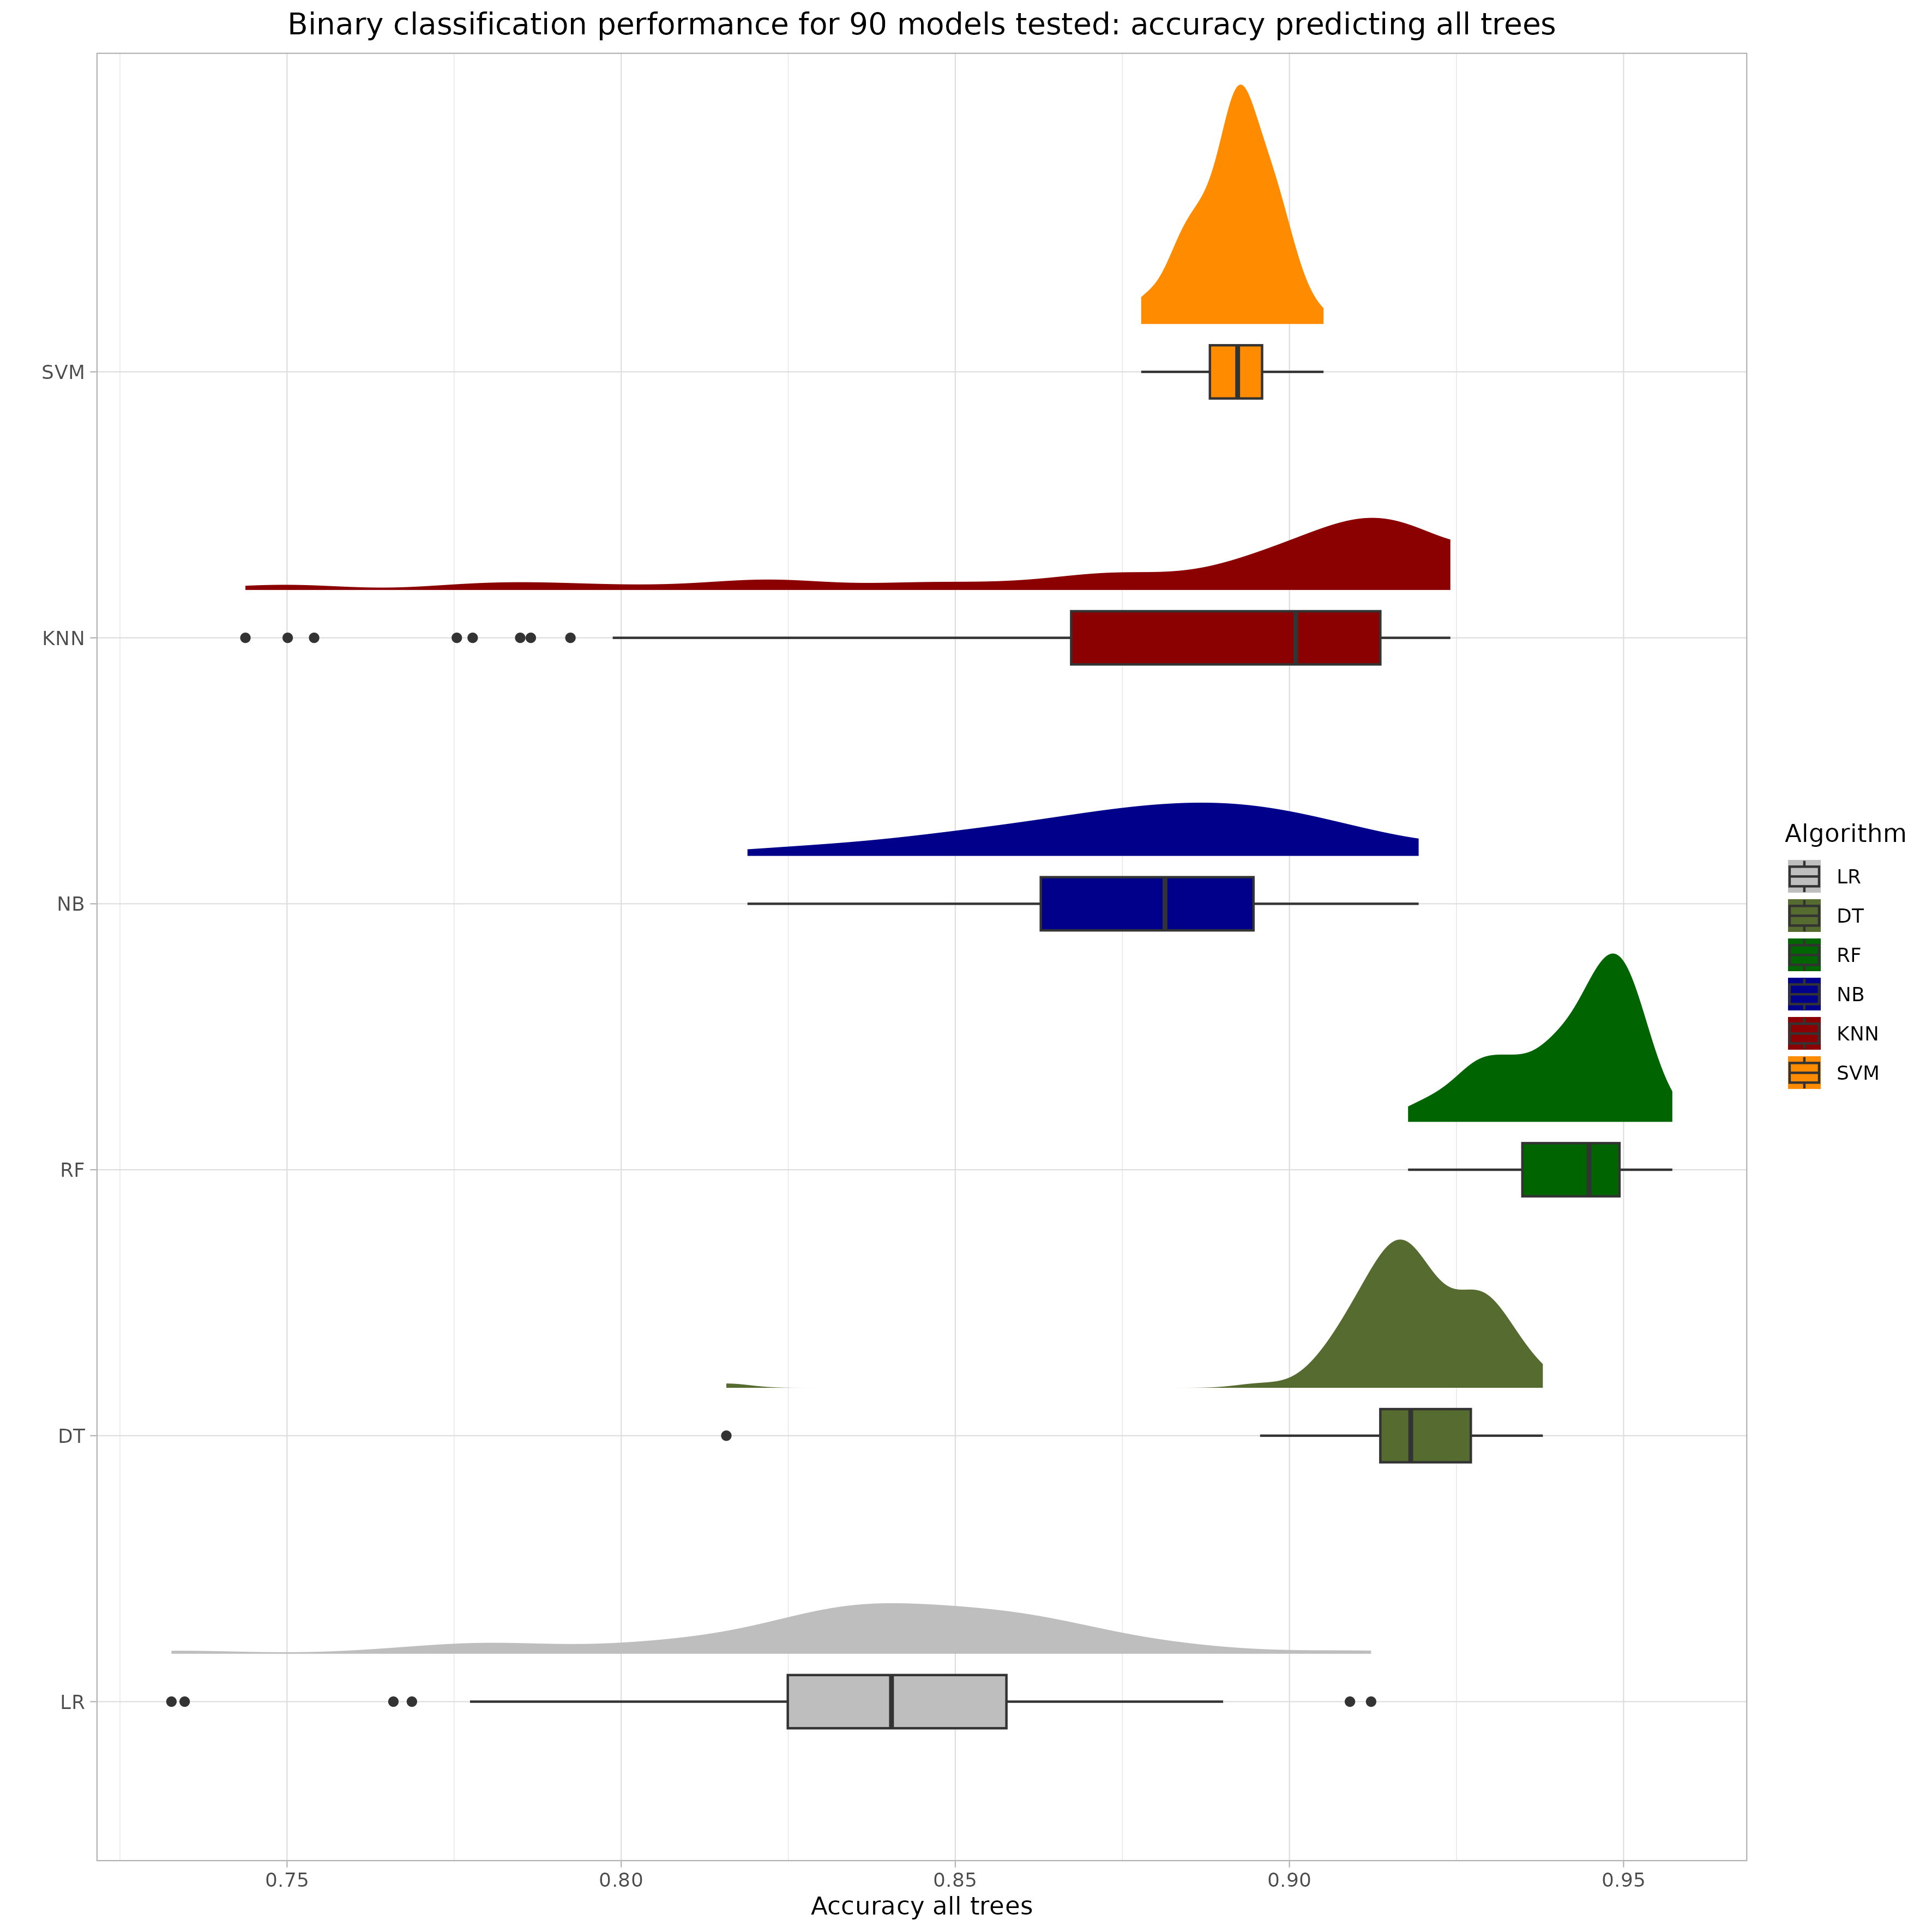 Binary classification performance for 90 models tested: accuracy predicting all trees
SVM
KNN
NB
RF
DT
LR
0.75
0.80
0.85
0.90
0.95
Accuracy all trees
Algorithm
LR
DT
RF
NB
KNN
SVM